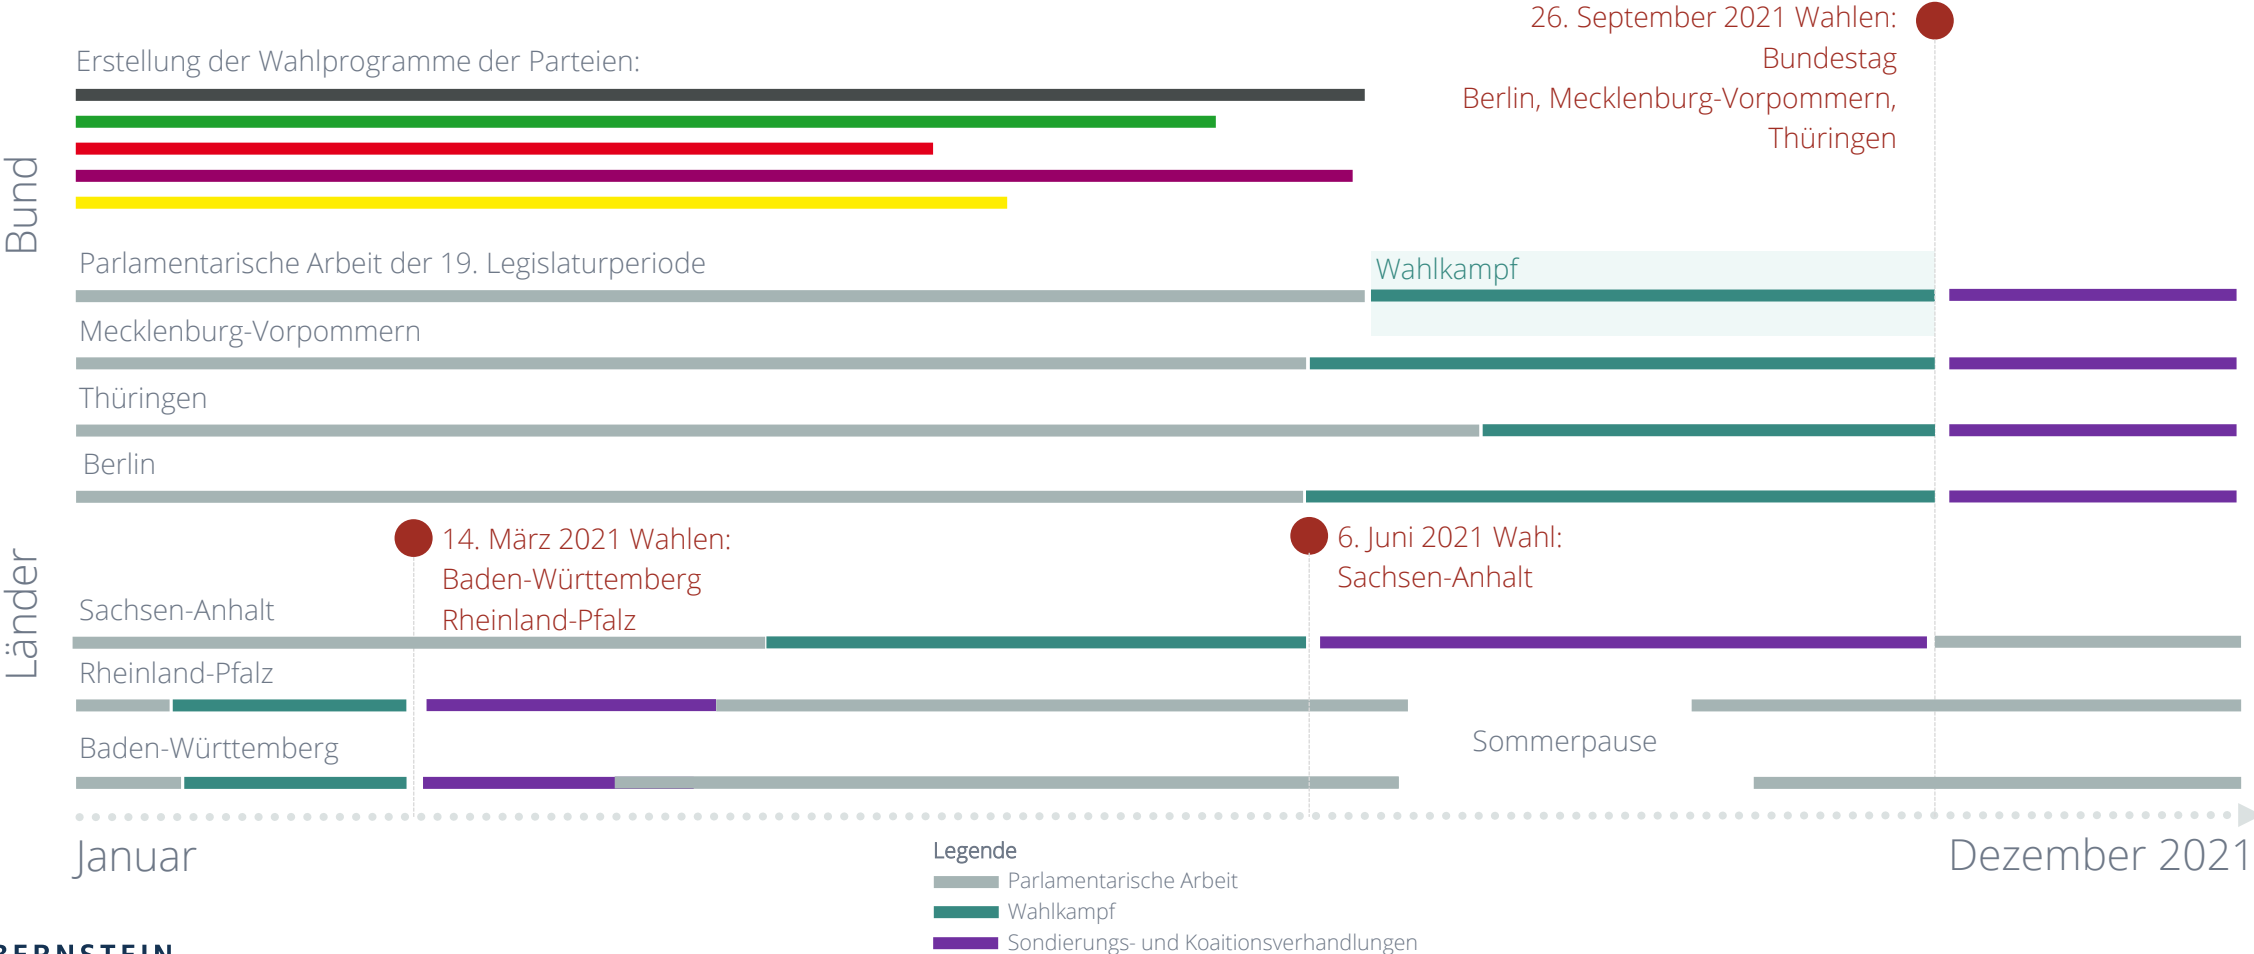 26. September 2021 Wahlen:
Bundestag
Berlin, Mecklenburg-Vorpommern,
Thüringen
Erstellung der Wahlprogramme der Parteien:
Bund
Parlamentarische Arbeit der 19. Legislaturperiode
Wahlkampf
Mecklenburg-Vorpommern
Thüringen
Berlin
Länder
14. März 2021 Wahlen:
Baden-Württemberg
Rheinland-Pfalz
6. Juni 2021 Wahl:
Sachsen-Anhalt
Sachsen-Anhalt
Rheinland-Pfalz
Baden-Württemberg
Sommerpause
Januar
Dezember 2021
Legende
Parlamentarische Arbeit
Wahlkampf
Sondierungs- und Koaitionsverhandlungen
BERNSTEIN